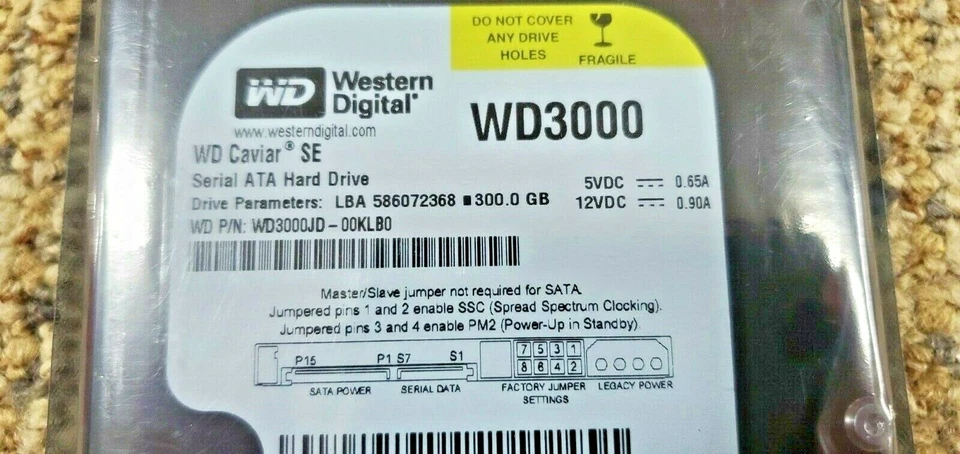 DO NOT COVER
ANY DRIVE
HOLES
FRAGILE
WD Western
Digital®
www.westerndigital.com
WD3000
WD Caviar® SE
Serial ATA Hard Drive
Drive Parameters: LBA 586072368 ■ 300.0 GB
WD P/N: WD3000JD-00KLB0
5VDC 0.65A
12VDC 0.90A
Master/Slave jumper not required for SATA.
Jumpered pins 1 and 2 enable SSC (Spread Spectrum Clocking).
Jumpered pins 3 and 4 enable PM2 (Power-Up in Standby).
P15 P1 S7 S1
7 5 3 1
8 6 4 2
SATA POWER SERIAL DATA FACTORY JUMPER SETTINGS LEGACY POWER